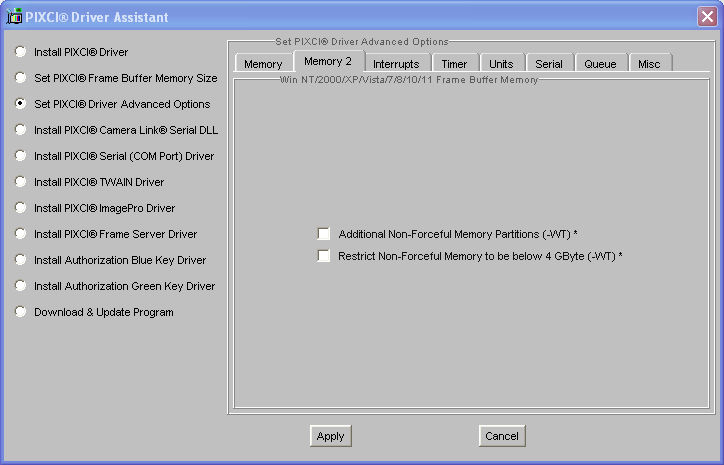 PIXCI® Driver Assistant
Install PIXCI® Driver
Set PIXCI® Frame Buffer Memory Size
Set PIXCI® Driver Advanced Options
Install PIXCI® Camera Link® Serial DLL
Install PIXCI® Serial (COM Port) Driver
Install PIXCI® TWAIN Driver
Install PIXCI® ImagePro Driver
Install PIXCI® Frame Server Driver
Install Authorization Blue Key Driver
Install Authorization Green Key Driver
Download & Update Program
Set PIXCI® Driver Advanced Options
Memory Memory 2 Interrupts Timer Units Serial Queue Misc
Win NT/2000/XP/Vista/7/8/10/11 Frame Buffer Memory
Additional Non-Forceful Memory Partitions (-WT) *
Restrict Non-Forceful Memory to be below 4 GByte (-WT) *
Apply Cancel